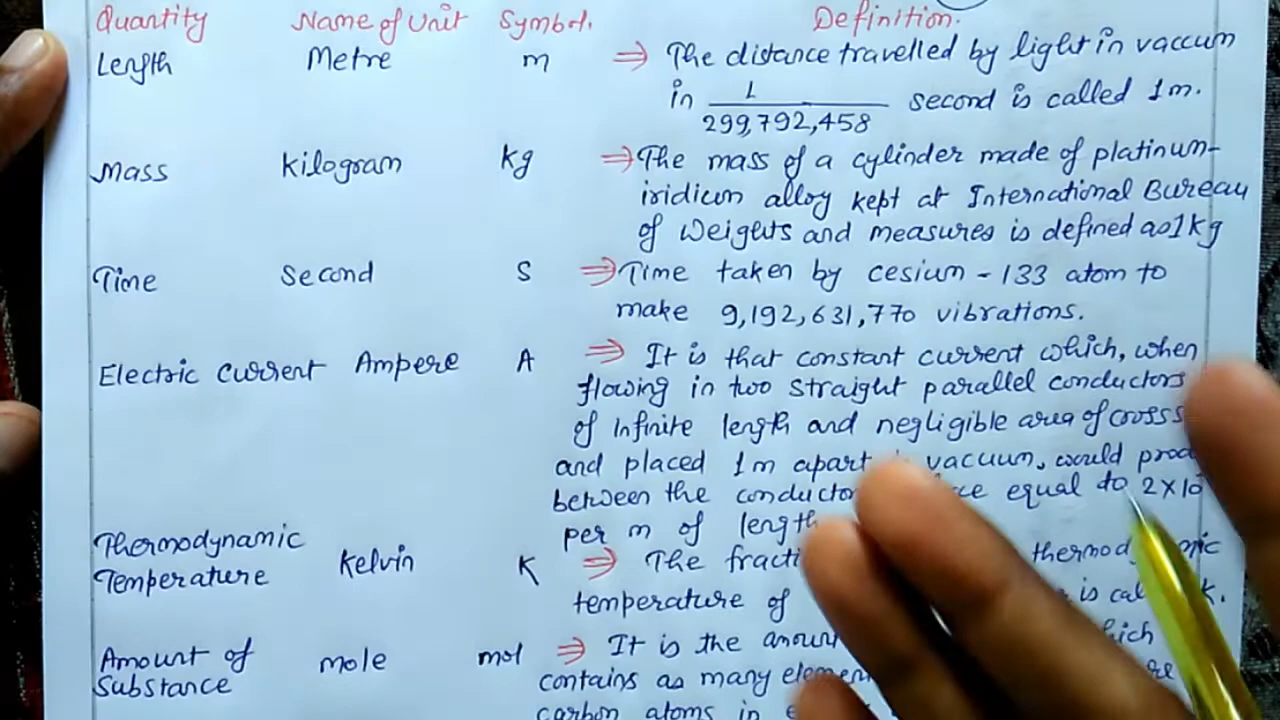 Quantity Name of Unit Symbol. Definition.
Length Metre m ⇒ The distance travelled by light in vaccum
in 1/299,792,458 second is called 1m.
Mass Kilogram Kg ⇒ The mass of a cylinder made of platinum-
iridium alloy kept at International Bureau
of Weights and measures is defined as 1 kg
Time Second S ⇒ Time taken by cesium - 133 atom to
make 9,192,631,770 vibrations.
Electric current Ampere A ⇒ It is that constant current which, when
flowing in two straight parallel conductors
of infinite length and negligible area of cross s
and placed 1m apart vacuum, would
between the equal to 2×10
per m of length
Thermodynamic
Temperature Kelvin K ⇒ The
temperature of is K.
Amount of
Substance mole mol ⇒ It is the
contains as many
carbon atoms in